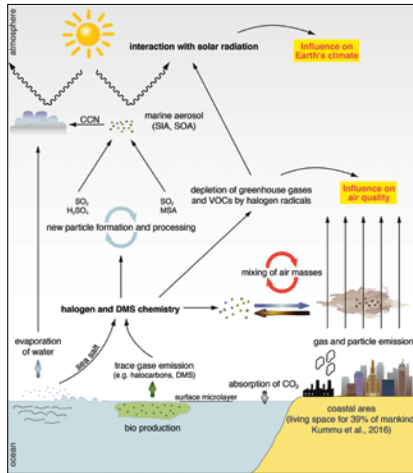 atmosphere
interaction with solar radiation
Influence on
Earth's climate
CCN
marine aerosol
(SIA, SOA)
SO₂
H₂SO₄
SO₂
MSA
depletion of greenhouse gases
and VOCs by halogen radicals
Influence on
air quality
new particle formation and processing
mixing of air masses
halogen and DMS chemistry
gas and particle emission
evaporation
of water
sea salt
trace gase emission
(e.g. halocarbons, DMS)
absorption of CO₂
surface microlayer
bio production
coastal area
(living space for 39% of mankind
Kummu et al., 2016)
ocean